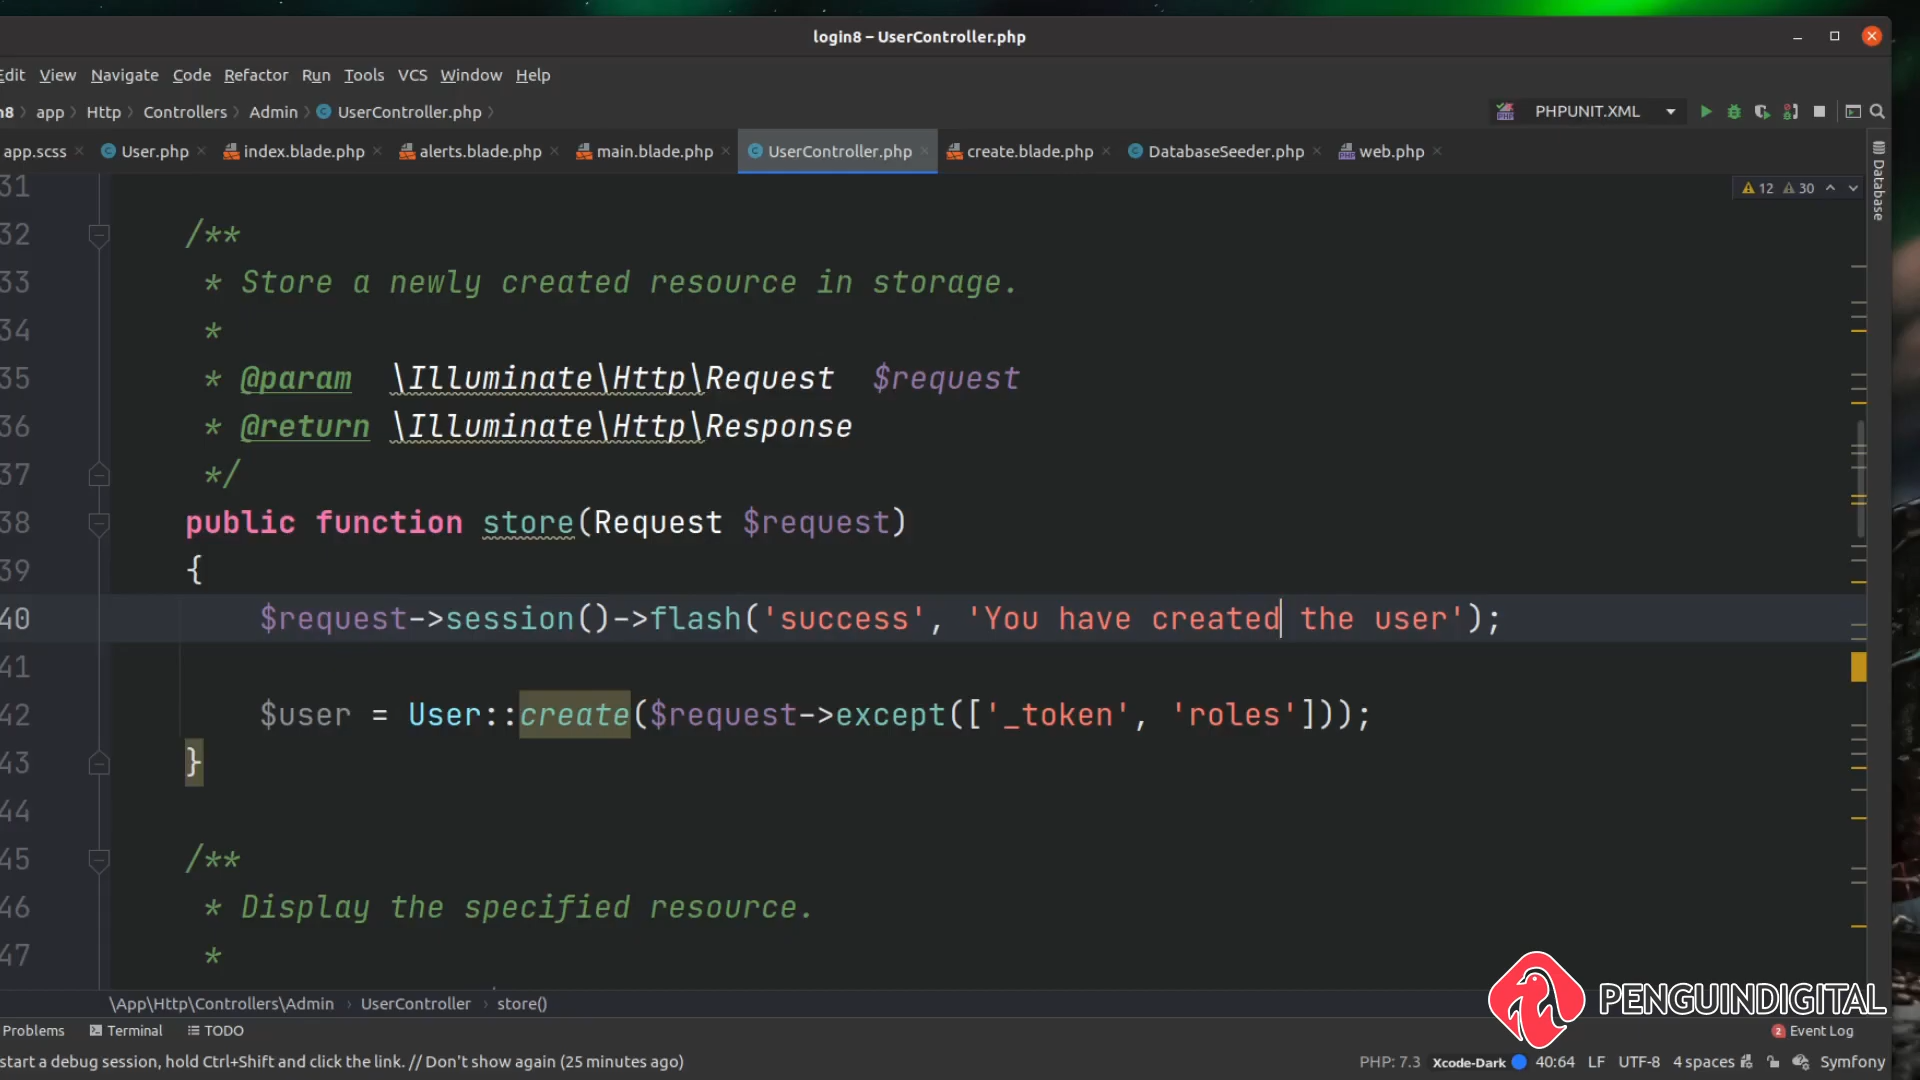 login8 – UserController.php
Edit View Navigate Code Refactor Run Tools VCS Window Help
n8 app Http Controllers Admin UserController.php PHPUNIT.XML
app.scss User.php index.blade.php alerts.blade.php main.blade.php UserController.php create.blade.php DatabaseSeeder.php web.php
Database
12 30
31
32 /**
33 * Store a newly created resource in storage.
34 *
35 * @param \Illuminate\Http\Request $request
36 * @return \Illuminate\Http\Response
37 */
38 public function store(Request $request)
39 {
40 $request->session()->flash('success', 'You have created the user');
41
42 $user = User::create($request->except(['_token', 'roles']));
43 }
44
45 /**
46 * Display the specified resource.
47 *
\App\Http\Controllers\Admin UserController store()
PENGUINDIGITAL
Problems Terminal TODO 2 Event Log
start a debug session, hold Ctrl+Shift and click the link. // Don't show again (25 minutes ago) PHP: 7.3 Xcode-Dark 40:64 LF UTF-8 4 spaces Symfony